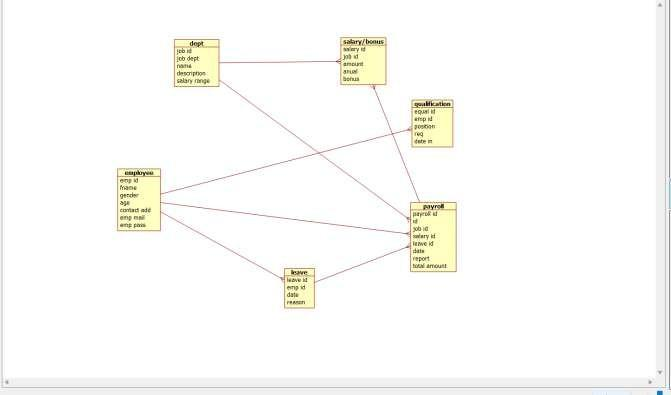 dept
job id
job dept
name
description
salary range
salary/bonus
salary id
job id
amount
anual
bonus
qualification
equal id
emp id
position
req
date in
employee
emp id
fname
gender
age
contact add
emp mail
emp pass
payroll
payroll id
id
job id
salary id
leave id
date
report
total amount
leave
leave id
emp id
date
reason